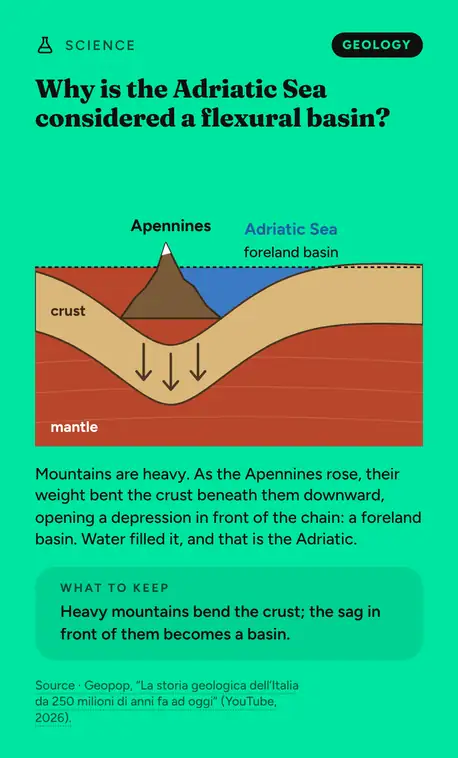 SCIENCE
GEOLOGY
Why is the Adriatic Sea
considered a flexural basin?
Apennines
Adriatic Sea
foreland basin
crust
mantle
Mountains are heavy. As the Apennines rose, their
weight bent the crust beneath them downward,
opening a depression in front of the chain: a foreland
basin. Water filled it, and that is the Adriatic.
WHAT TO KEEP
Heavy mountains bend the crust; the sag in
front of them becomes a basin.
Source · Geopop, “La storia geologica dell’Italia
da 250 milioni di anni fa ad oggi” (YouTube,
2026).